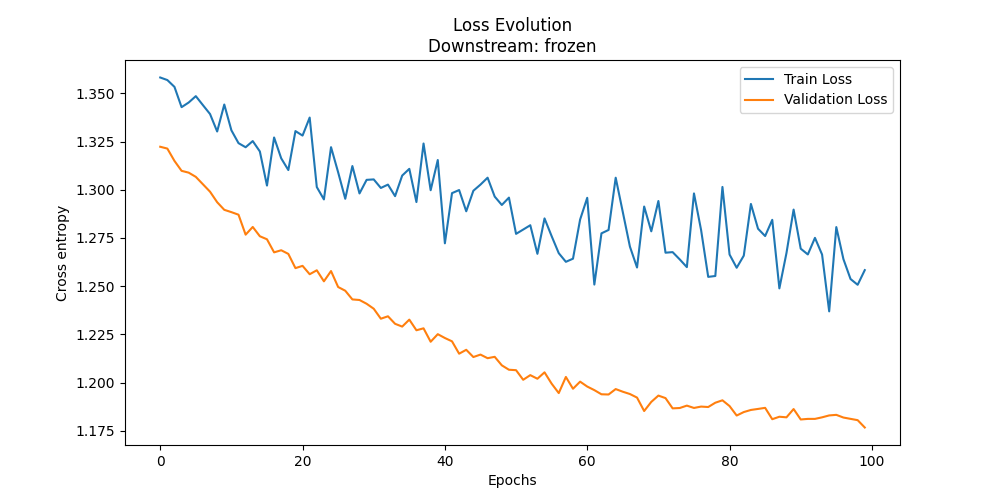 Loss Evolution
Downstream: frozen
Train Loss
Validation Loss
Cross entropy
1.350
1.325
1.300
1.275
1.250
1.225
1.200
1.175
0
20
40
60
80
100
Epochs